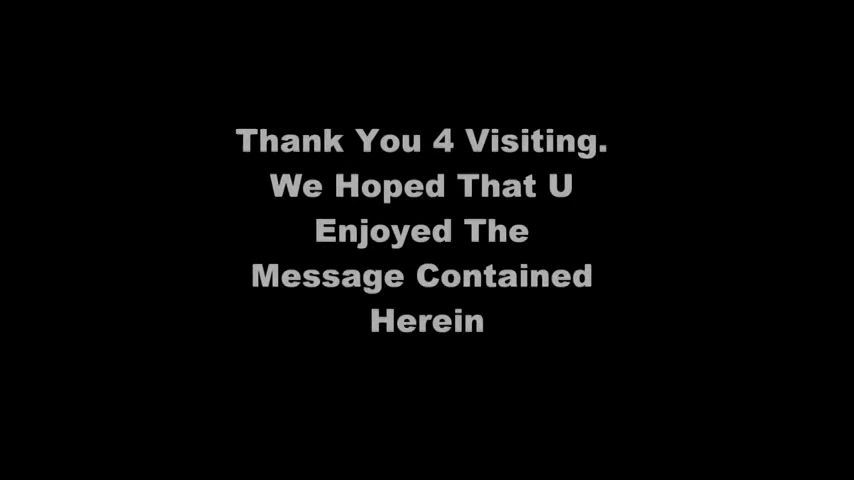 Thank You 4 Visiting.
We Hoped That U
Enjoyed The
Message Contained
Herein